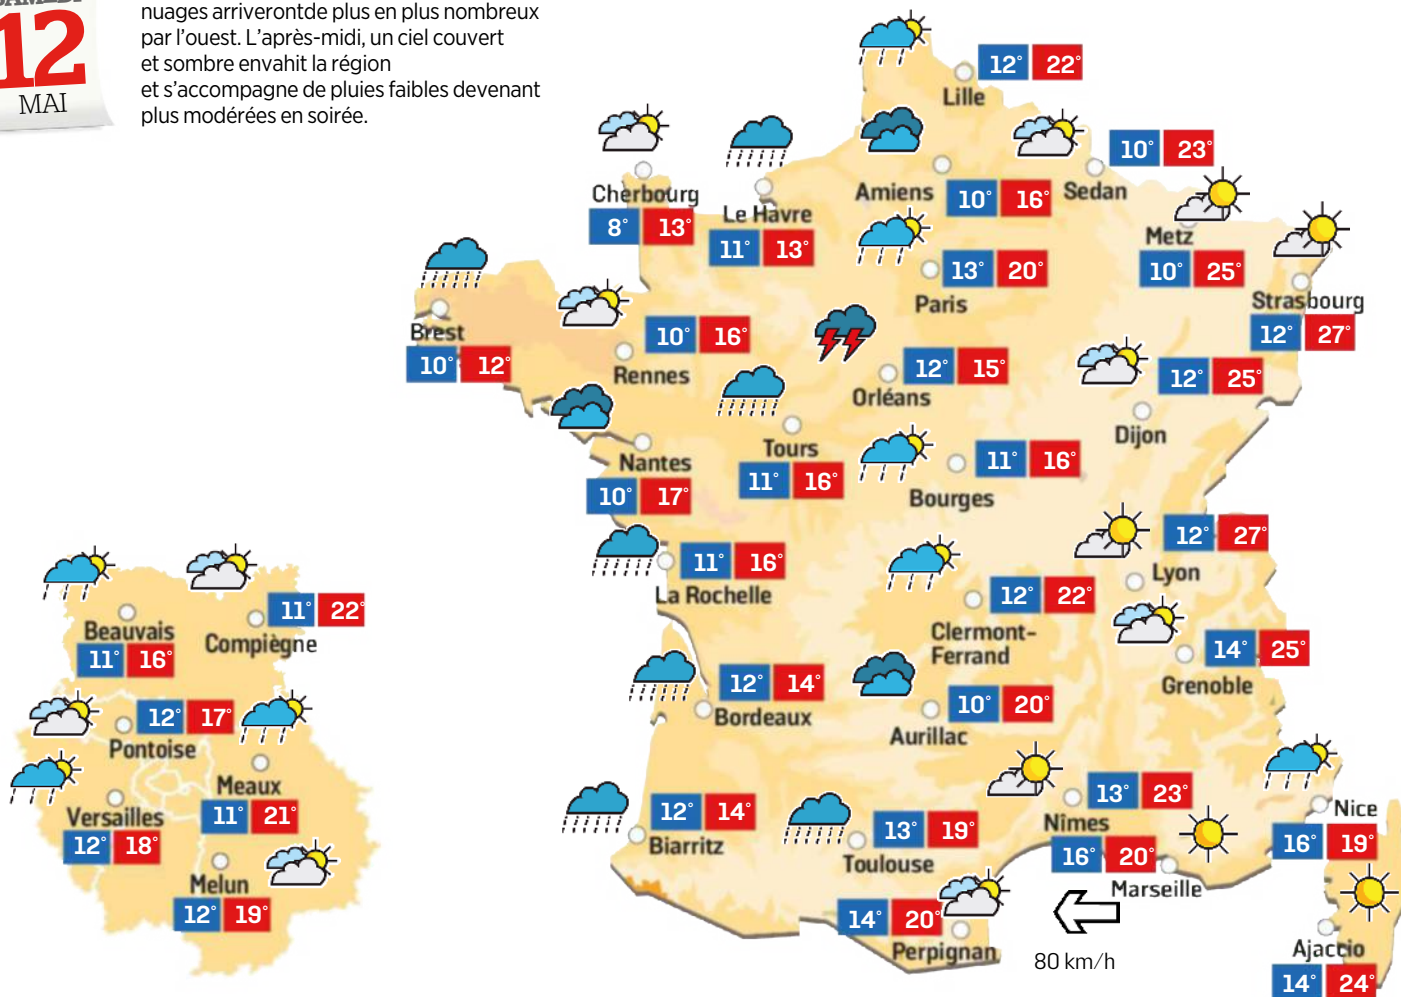 12
MAI
nuages arriverontde plus en plus nombreux
par l'ouest. L'après-midi, un ciel couvert
et sombre envahit la région
et s'accompagne de pluies faibles devenant
plus modérées en soirée.
12° 22°
Lille
Cherbourg
8° 13°
Le Havre
11° 13°
Amiens
10° 16°
10° 23°
Sedan
Metz
10° 25°
Strasbourg
12° 27°
13° 20°
Paris
Brest
10° 12°
10° 16°
Rennes
12° 15°
Orléans
12° 25°
Dijon
Nantes
10° 17°
Tours
11° 16°
11° 16°
Bourges
11° 16°
La Rochelle
12° 27°
Lyon
12° 22°
Clermont-
Ferrand
14° 25°
Grenoble
12° 14°
Bordeaux
10° 20°
Aurillac
12° 14°
Biarritz
13° 19°
Toulouse
13° 23°
Nîmes
16° 20°
Marseille
Nice
16° 19°
14° 20°
Perpignan
80 km/h
Ajaccio
14° 24°
Beauvais
11° 16°
11° 22°
Compiègne
12° 17°
Pontoise
Meaux
11° 21°
Versailles
12° 18°
Melun
12° 19°